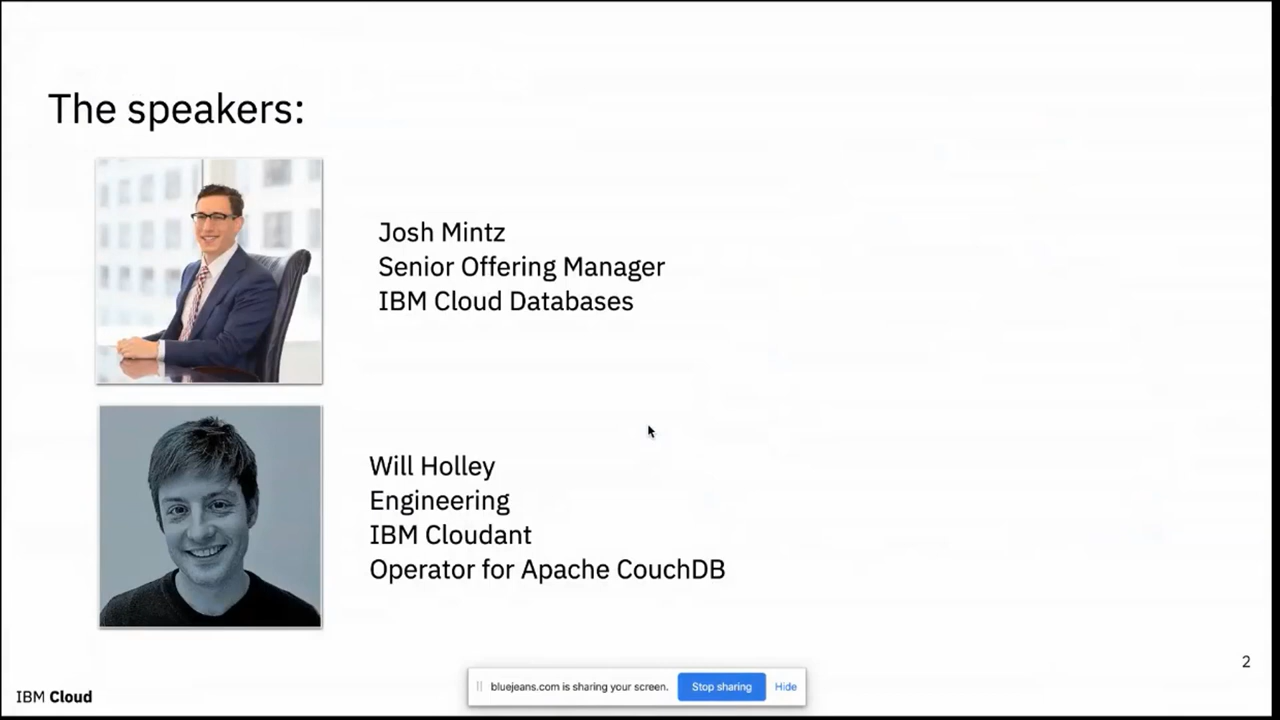 The speakers:
Josh Mintz
Senior Offering Manager
IBM Cloud Databases
Will Holley
Engineering
IBM Cloudant
Operator for Apache CouchDB
2
bluejeans.com is sharing your screen. Stop sharing Hide
IBM Cloud